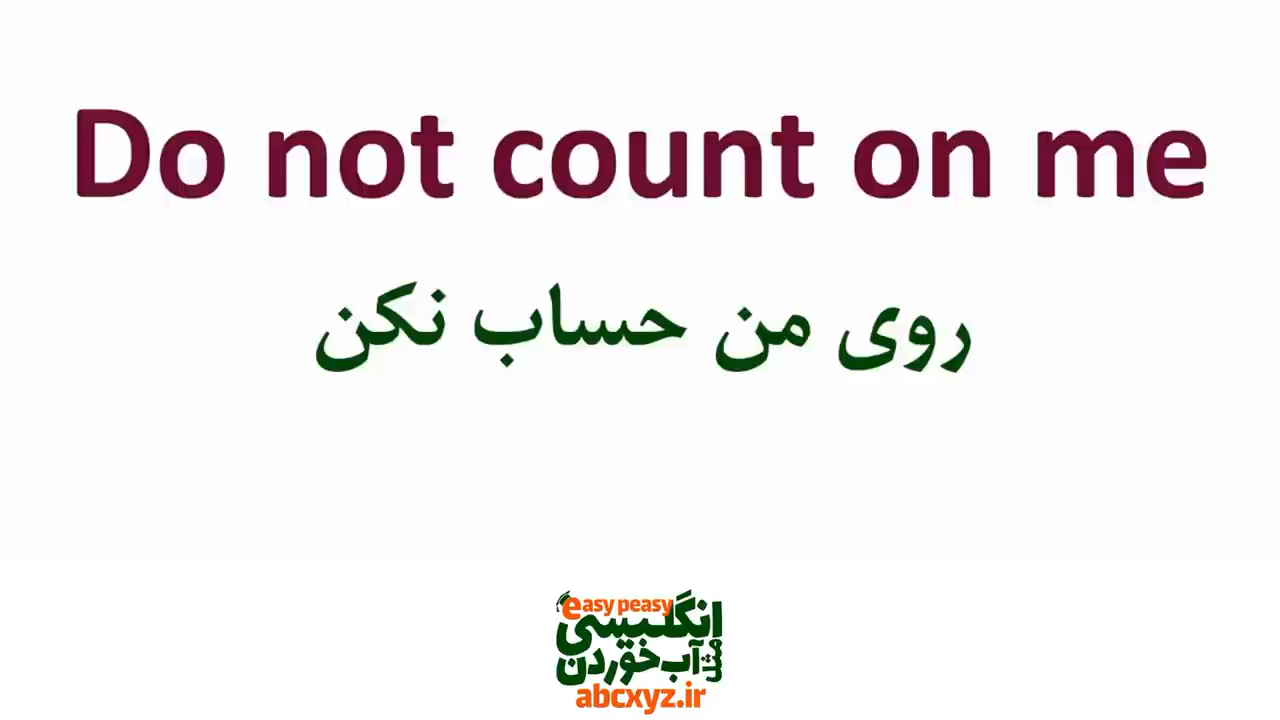 Do not count on me
روی من حساب نکن
easy peasy
انگلیسی
مثل آب خوردن
abcxyz.ir